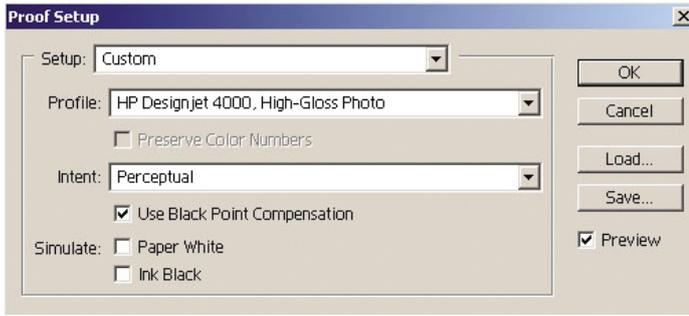 Proof Setup
Setup: Custom
OK
Profile: HP Designjet 4000, High-Gloss Photo
Cancel
Preserve Color Numbers
Load...
Intent: Perceptual
Save...
Use Black Point Compensation
Simulate: Paper White
Preview
Ink Black